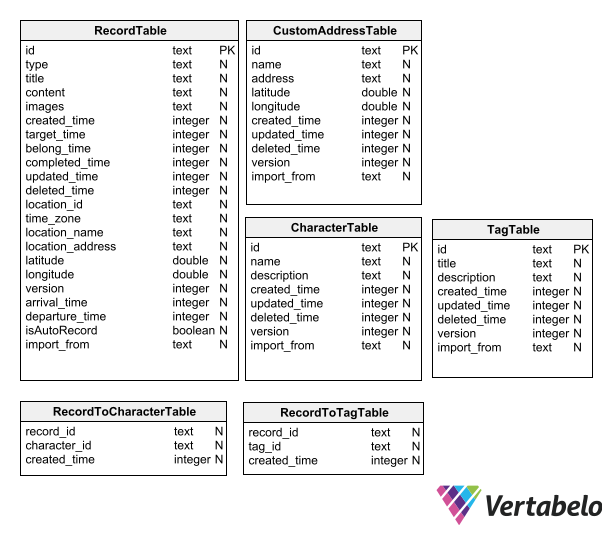 RecordTable
id text PK
type text N
title text N
content text N
images text N
created_time integer N
target_time integer N
belong_time integer N
completed_time integer N
updated_time integer N
deleted_time integer N
location_id text N
time_zone text N
location_name text N
location_address text N
latitude double N
longitude double N
version integer N
arrival_time integer N
departure_time integer N
isAutoRecord boolean N
import_from text N
CustomAddressTable
id text PK
name text N
address text N
latitude double N
longitude double N
created_time integer N
updated_time integer N
deleted_time integer N
version integer N
import_from text N
CharacterTable
id text PK
name text N
description text N
created_time integer N
updated_time integer N
deleted_time integer N
version integer N
import_from text N
TagTable
id text PK
title text N
description text N
created_time integer N
updated_time integer N
deleted_time integer N
version integer N
import_from text N
RecordToCharacterTable
record_id text N
character_id text N
created_time integer N
RecordToTagTable
record_id text N
tag_id text N
created_time integer N
Vertabelo